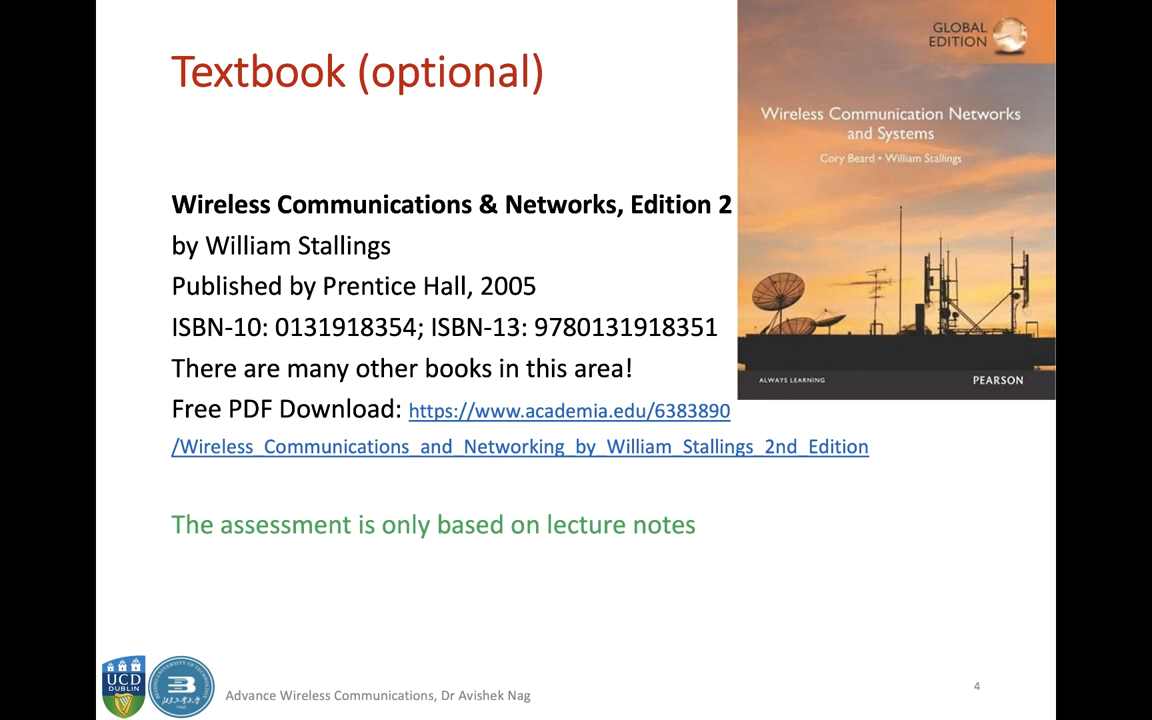 Textbook (optional)
GLOBAL
EDITION
Wireless Communication Networks
and Systems
Cory Beard • William Stallings
Wireless Communications & Networks, Edition 2
by William Stallings
Published by Prentice Hall, 2005
ISBN-10: 0131918354; ISBN-13: 9780131918351
There are many other books in this area!
ALWAYS LEARNING
PEARSON
Free PDF Download: https://www.academia.edu/6383890
/Wireless_Communications_and_Networking_by_William_Stallings_2nd_Edition
The assessment is only based on lecture notes
UCD
DUBLIN
Advance Wireless Communications, Dr Avishek Nag
4